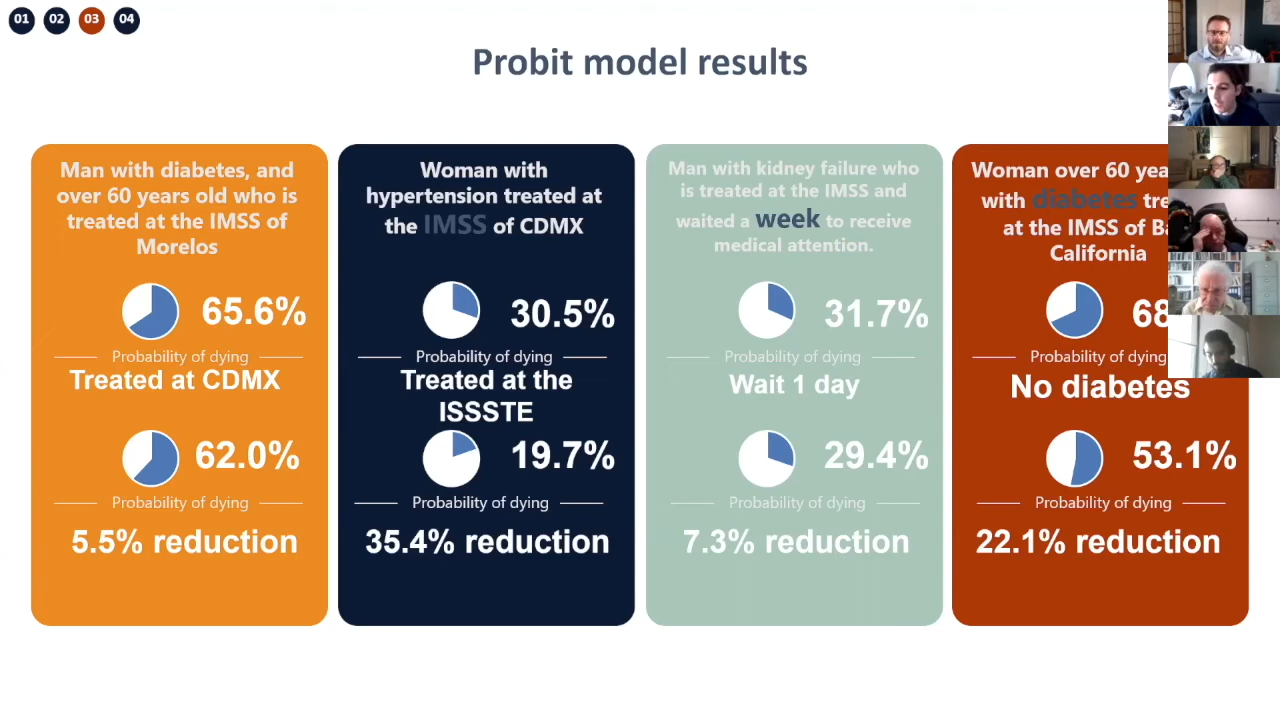 01 02 03 04
Probit model results
Man with diabetes, and
over 60 years old who is
treated at the IMSS of
Morelos
65.6%
Probability of dying
Treated at CDMX
62.0%
Probability of dying
5.5% reduction
Woman with
hypertension treated at
the IMSS of CDMX
30.5%
Probability of dying
Treated at the
ISSSTE
19.7%
Probability of dying
35.4% reduction
Man with kidney failure who
is treated at the IMSS and
waited a week to receive
medical attention.
31.7%
Probability of dying
Wait 1 day
29.4%
Probability of dying
7.3% reduction
Woman over 60
with diabetes
at the IMSS of
California
68
Probability of dying
No diabetes
53.1%
Probability of dying
22.1% reduction